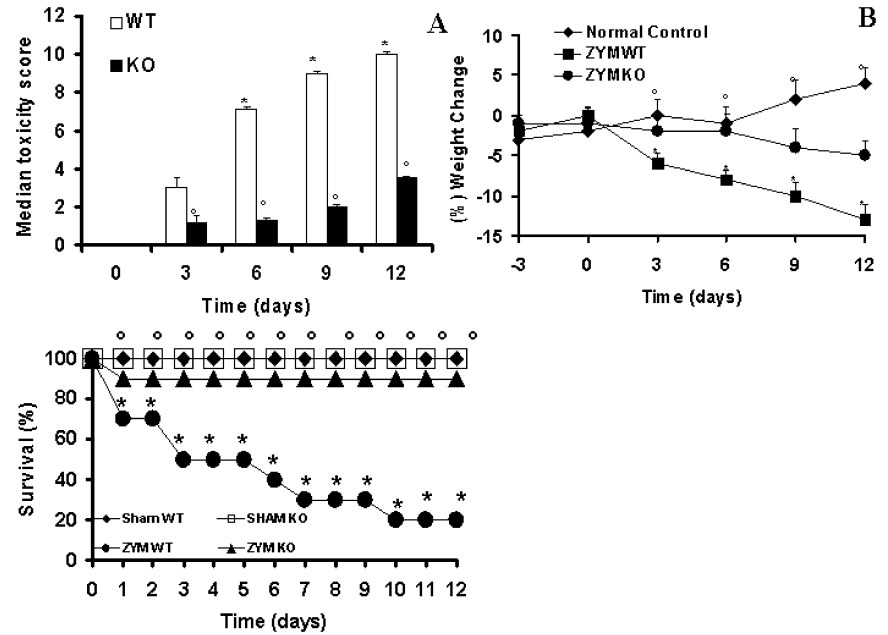 A
WT
KO
Median toxicity score
12
10
8
6
4
2
0
* * *
° ° ° °
0 3 6 9 12
Time (days)
B
Normal Control
ZYMWT
ZYMKO
(%) Weight Change
10
5
0
-5
-10
-15
° ° ° °
* * * *
-3 0 3 6 9 12
Time (days)
° ° ° ° ° ° ° ° ° ° ° °
Survival (%)
100
80
60
40
20
0
* * * * * * * * * * * *
Sham WT
SHAM KO
ZYM WT
ZYM KO
0 1 2 3 4 5 6 7 8 9 10 11 12
Time (days)